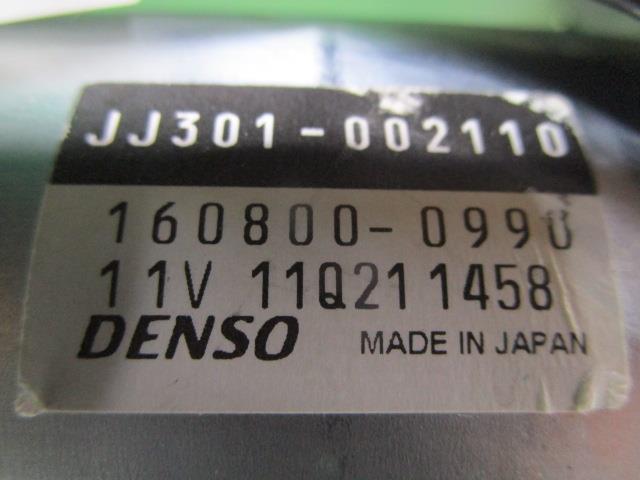 JJ301-002110
160800-0990
11V 11Q211458
DENSO MADE IN JAPAN